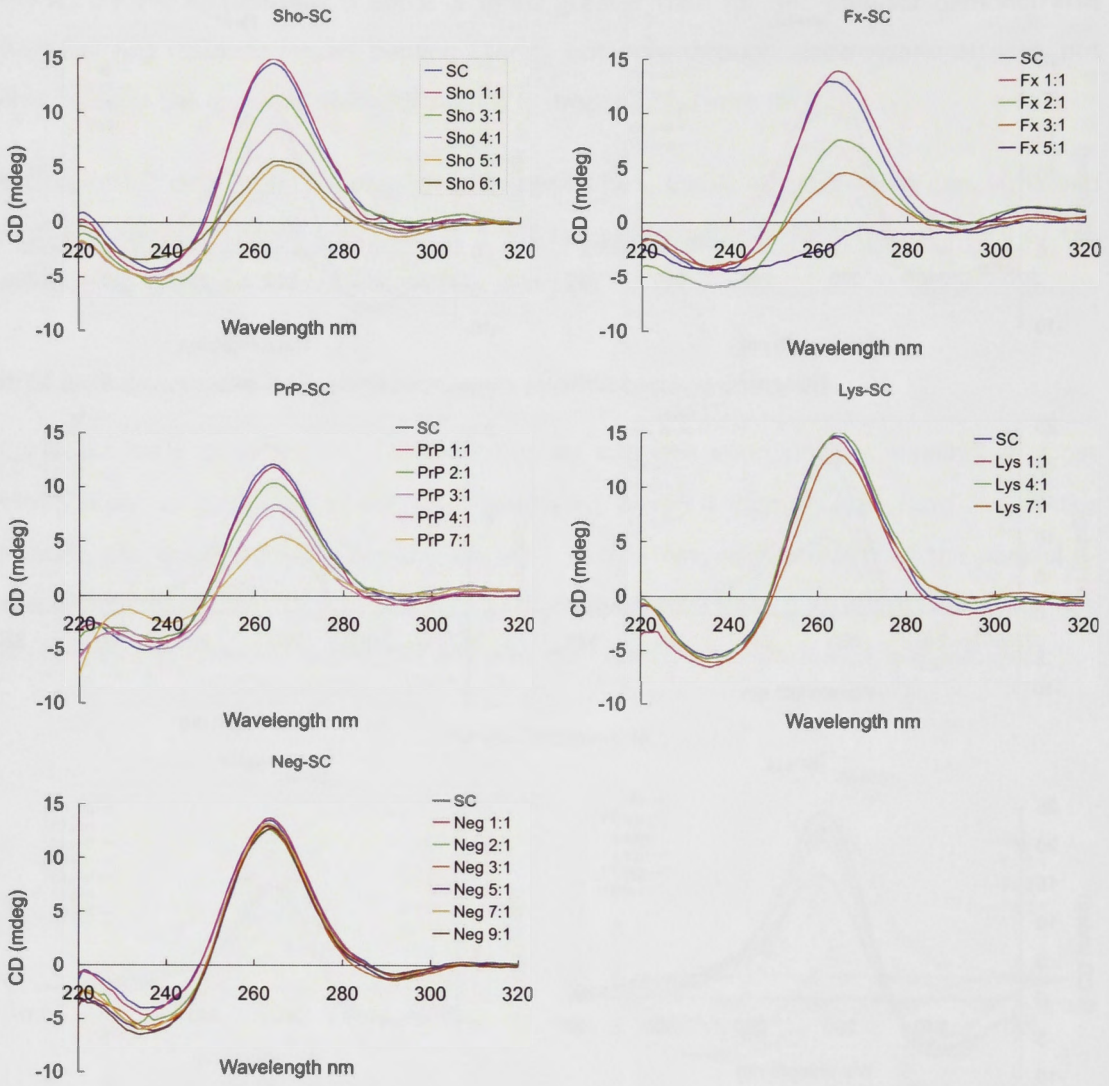 Sho-SC
CD (mdeg)
15
10
5
0
-5
-10
220 240 260 280 300 320
Wavelength nm
SC
Sho 1:1
Sho 3:1
Sho 4:1
Sho 5:1
Sho 6:1
Fx-SC
CD (mdeg)
15
10
5
0
-5
-10
220 240 260 280 300 320
Wavelength nm
SC
Fx 1:1
Fx 2:1
Fx 3:1
Fx 5:1
PrP-SC
CD (mdeg)
15
10
5
0
-5
-10
220 240 260 280 300 320
Wavelength nm
SC
PrP 1:1
PrP 2:1
PrP 3:1
PrP 4:1
PrP 7:1
Lys-SC
CD (mdeg)
15
10
5
0
-5
-10
220 240 260 280 300 320
Wavelength nm
SC
Lys 1:1
Lys 4:1
Lys 7:1
Neg-SC
CD (mdeg)
15
10
5
0
-5
-10
220 240 260 280 300 320
Wavelength nm
SC
Neg 1:1
Neg 2:1
Neg 3:1
Neg 5:1
Neg 7:1
Neg 9:1